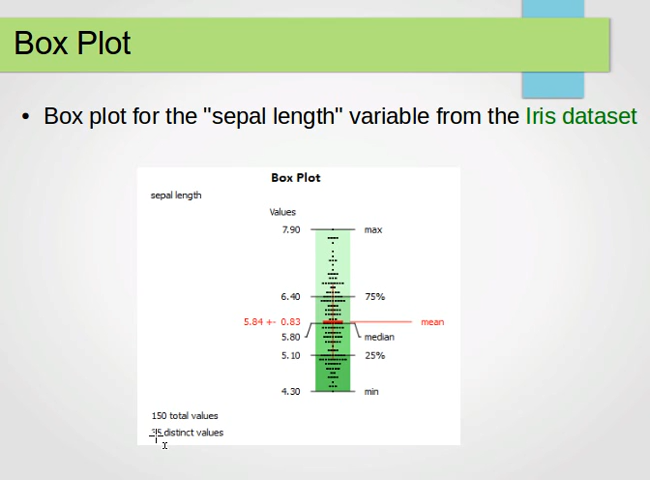 Box Plot
• Box plot for the "sepal length" variable from the Iris dataset
Box Plot
sepal length
Values
7.90 max
6.40 75%
5.84 +- 0.83 mean
5.80 median
5.10 25%
4.30 min
150 total values
distinct values